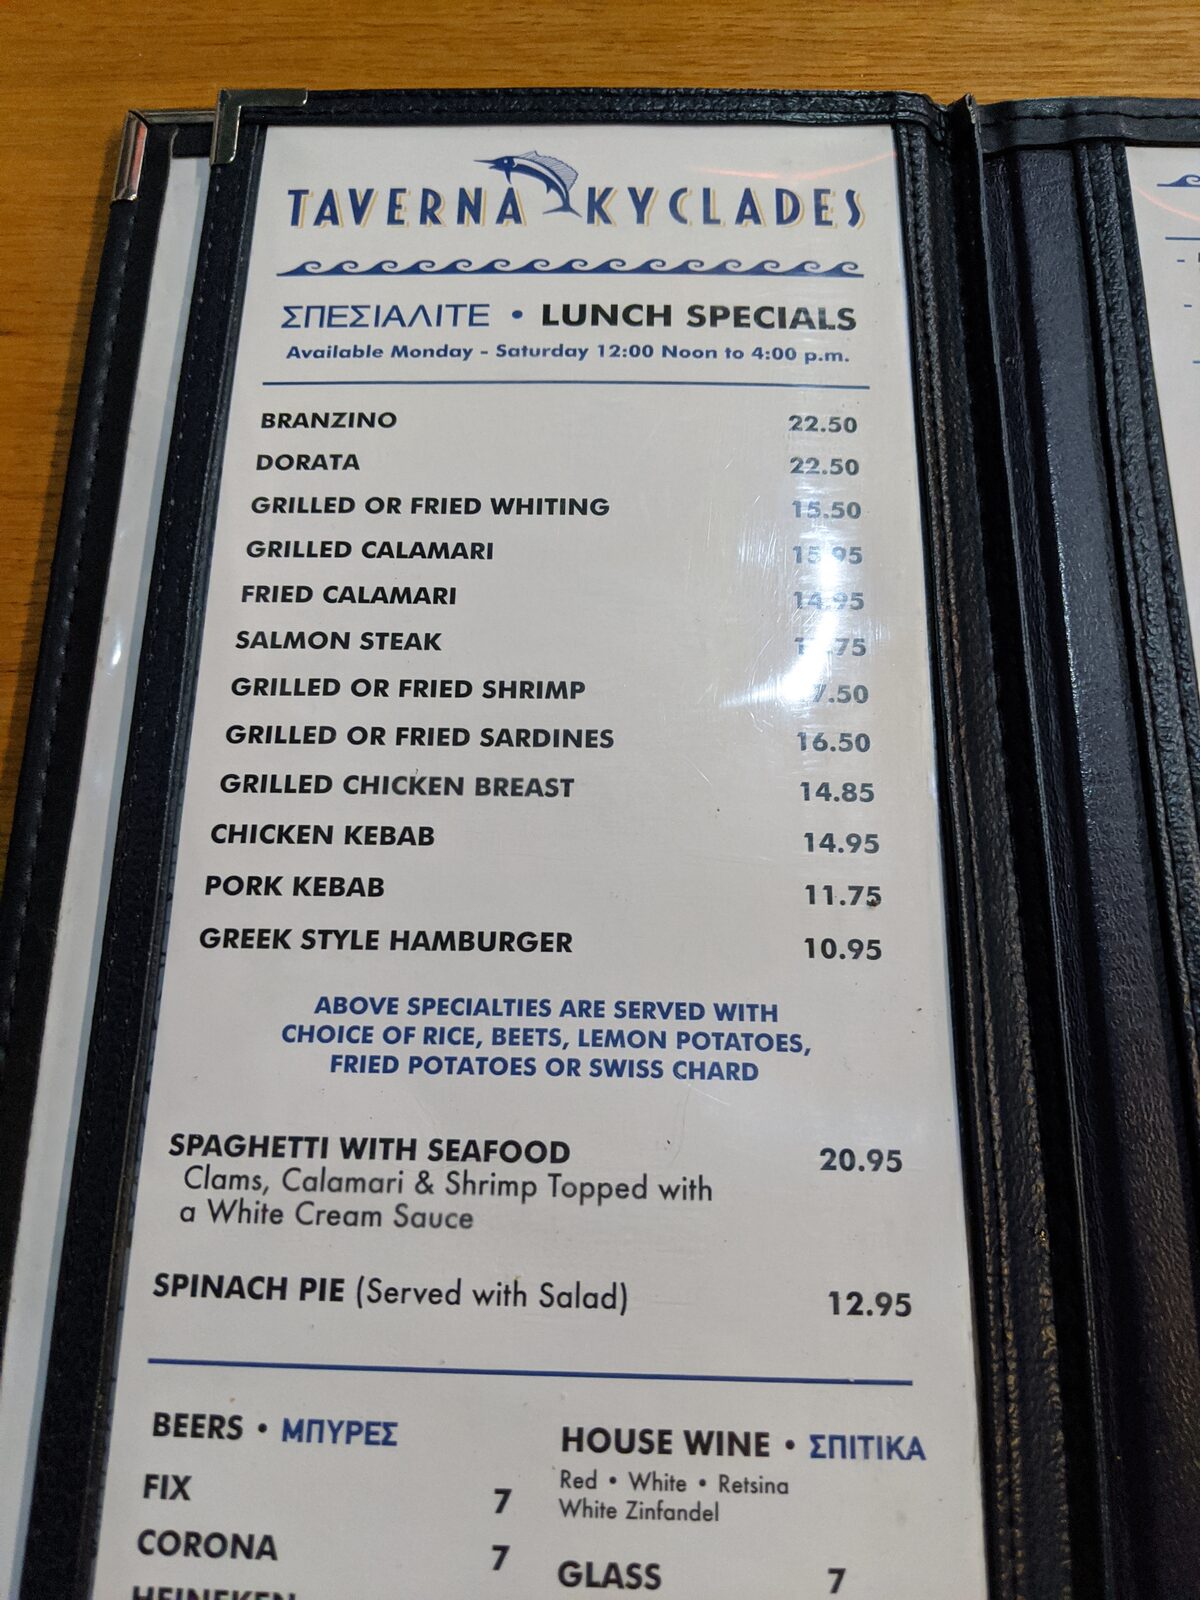 TAVERNA KYCLADES
ΣΠΕΣΙΑΛΙΤΕ • LUNCH SPECIALS
Available Monday - Saturday 12:00 Noon to 4:00 p.m.
BRANZINO 22.50
DORATA 22.50
GRILLED OR FRIED WHITING 15.50
GRILLED CALAMARI 15.95
FRIED CALAMARI 14.95
SALMON STEAK
GRILLED OR FRIED SHRIMP
GRILLED OR FRIED SARDINES 16.50
GRILLED CHICKEN BREAST 14.85
CHICKEN KEBAB 14.95
PORK KEBAB 11.75
GREEK STYLE HAMBURGER 10.95
ABOVE SPECIALTIES ARE SERVED WITH
CHOICE OF RICE, BEETS, LEMON POTATOES,
FRIED POTATOES OR SWISS CHARD
SPAGHETTI WITH SEAFOOD 20.95
Clams, Calamari & Shrimp Topped with
a White Cream Sauce
SPINACH PIE (Served with Salad) 12.95
BEERS • ΜΠΥΡΕΣ
FIX 7
CORONA 7
HEINEKEN
HOUSE WINE • ΣΠΙΤΙΚΑ
Red • White • Retsina
White Zinfandel
GLASS 7